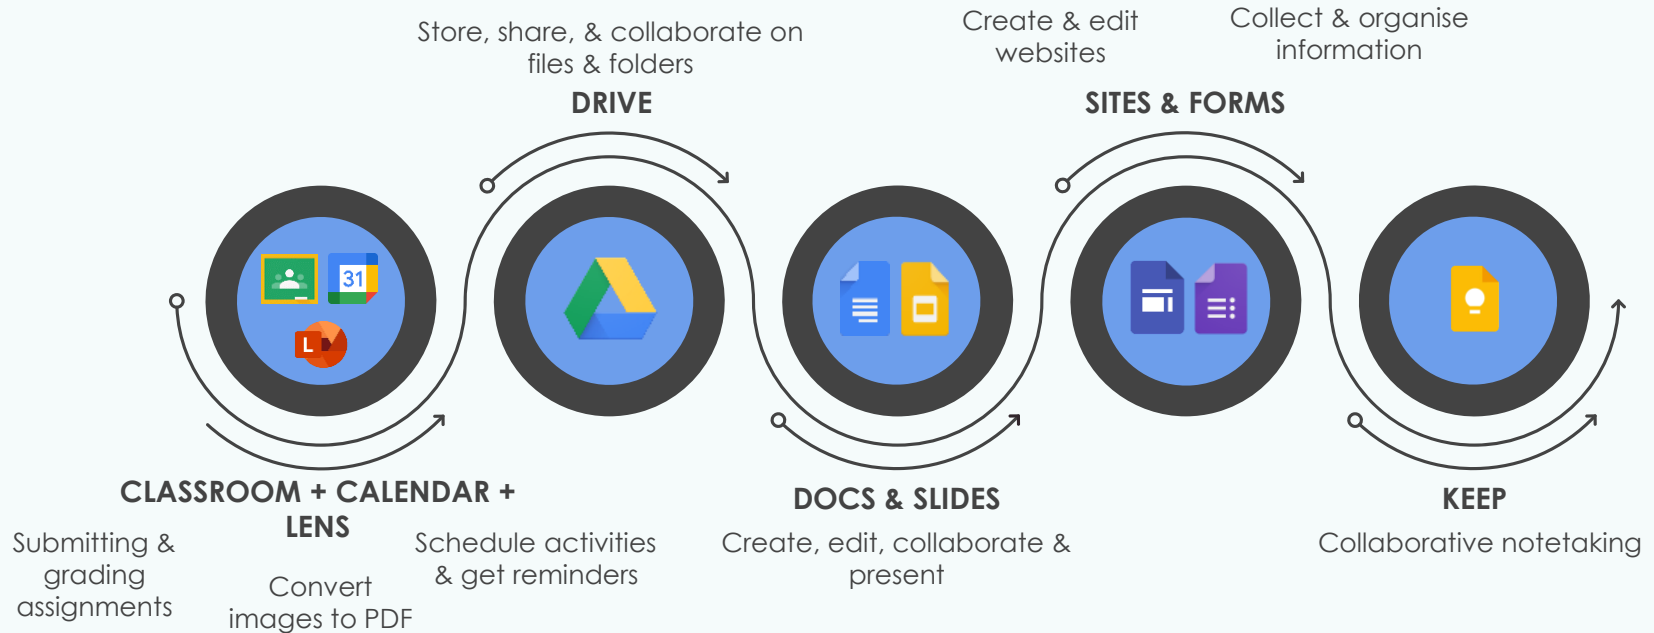 Store, share, & collaborate on
files & folders
DRIVE
Create & edit
websites
Collect & organise
information
SITES & FORMS
31
L
CLASSROOM + CALENDAR +
LENS
Submitting &
grading
assignments
Convert
images to PDF
Schedule activities
& get reminders
DOCS & SLIDES
Create, edit, collaborate &
present
KEEP
Collaborative notetaking